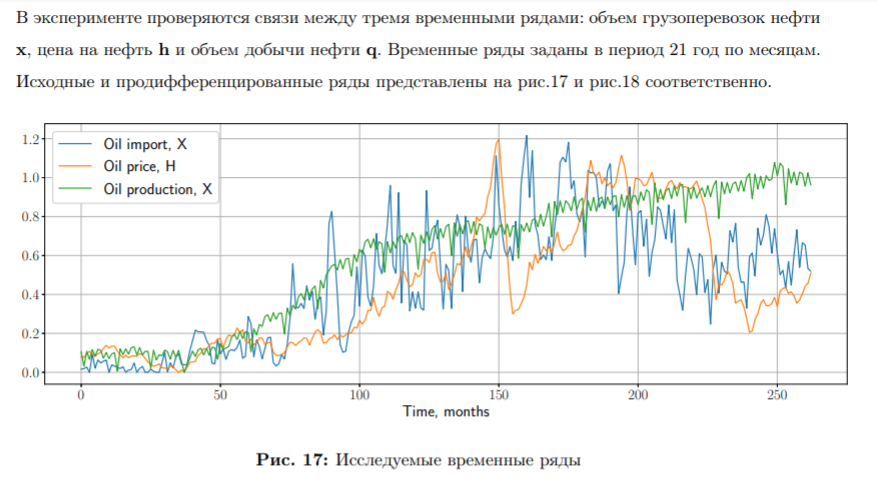 В эксперименте проверяются связи между тремя временными рядами: объем грузоперевозок нефти
x, цена на нефть h и объем добычи нефти q. Временные ряды заданы в период 21 год по месяцам.
Исходные и продифференцированные ряды представлены на рис.17 и рис.18 соответственно.
1.2
1.0
0.8
0.6
0.4
0.2
0.0
Oil import, X
Oil price, H
Oil production, X
0 50 100 150 200 250
Time, months
Рис. 17: Исследуемые временные ряды